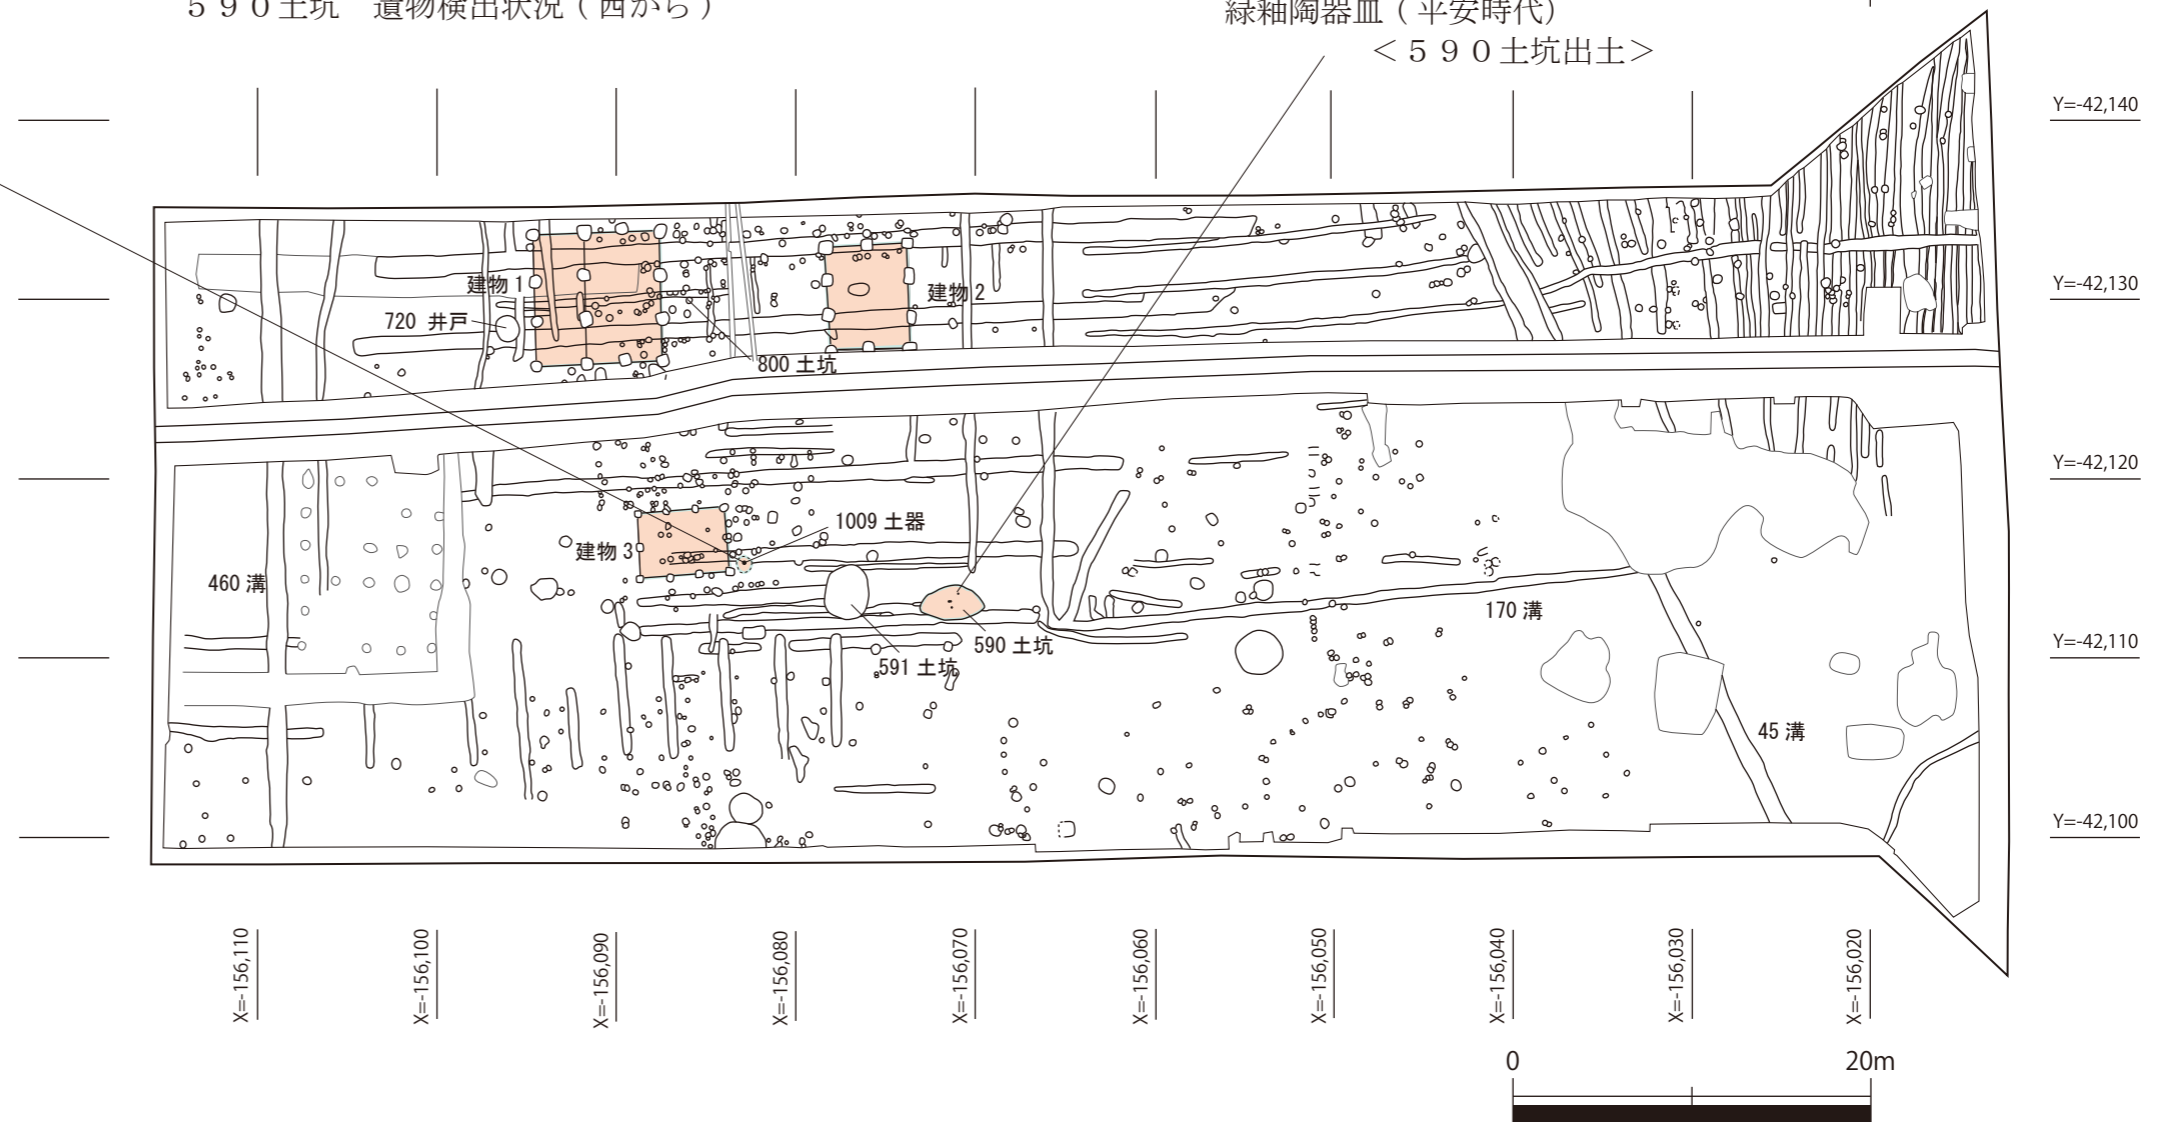 ５９０土坑　遺物検出状況（西から）
緑釉陶器皿（平安時代）
＜５９０土坑出土＞
Y=-42,140
Y=-42,130
Y=-42,120
Y=-42,110
Y=-42,100
建物1
建物2
720 井戸
800 土坑
1009 土器
建物3
460 溝
170 溝
590 土坑
591 土坑
45 溝
X=-156,110
X=-156,100
X=-156,090
X=-156,080
X=-156,070
X=-156,060
X=-156,050
X=-156,040
X=-156,030
X=-156,020
0
20m